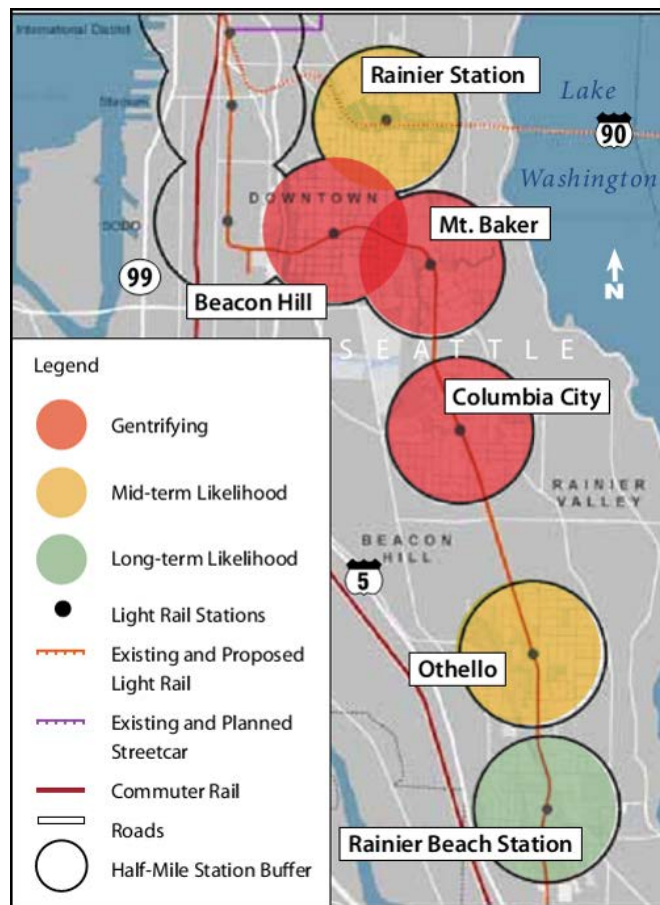 International District
Stadium
SODO
99
Rainier Station
Lake
90
Washington
DOWNTOWN
Mt. Baker
N
Beacon Hill
SEATTLE
Columbia City
RAINIER
VALLEY
BEACON
HILL
5
Othello
Rainier Beach Station
Legend
Gentrifying
Mid-term Likelihood
Long-term Likelihood
Light Rail Stations
Existing and Proposed
Light Rail
Existing and Planned
Streetcar
Commuter Rail
Roads
Half-Mile Station Buffer